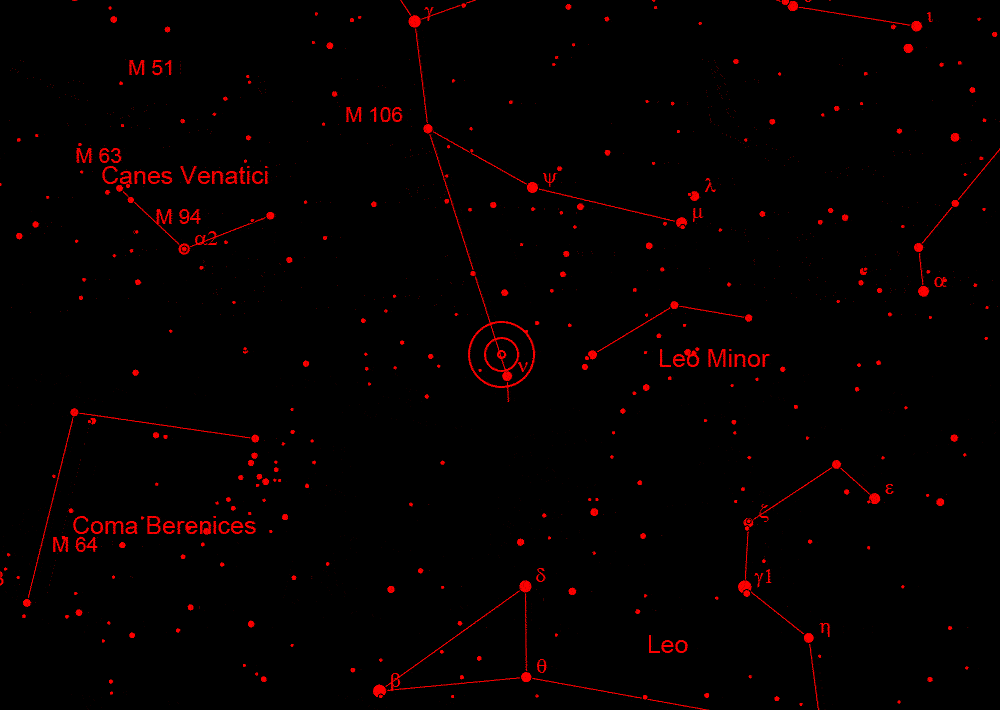 γ
ι
M 51
M 106
M 63
Canes Venatici
ψ
λ
M 94
μ
α2
α
ν
Leo Minor
ε
ζ
Coma Berenices
M 64
δ
γ1
η
Leo
θ
β